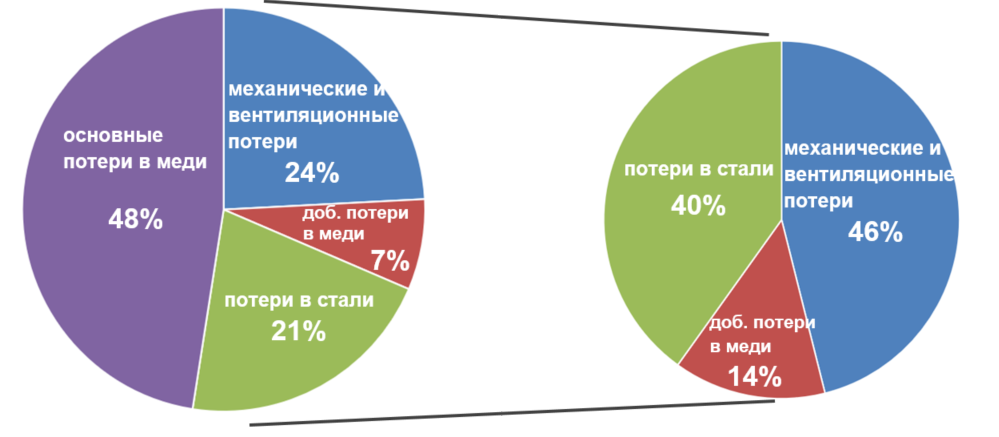 механические и
вентиляционные
потери
24%
основные
потери в меди
48%
доб. потери
в меди
7%
потери в стали
21%
потери в стали
40%
механические и
вентиляционные
потери
46%
доб. потери
в меди
14%